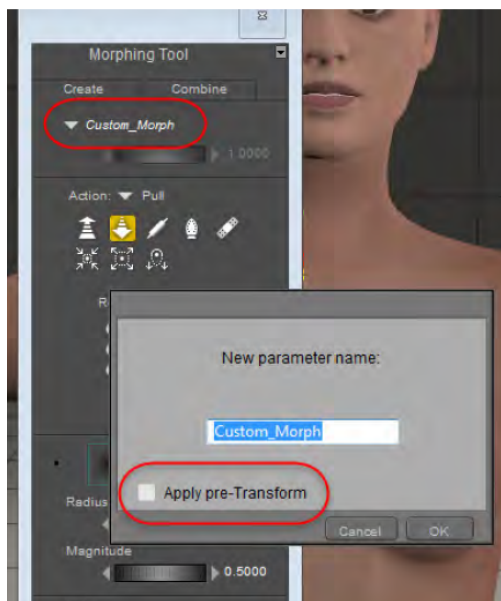 Morphing Tool
Create Combine
Custom_Morph
1.0000
Action: Pull
R
New parameter name:
Custom_Morph
Apply pre-Transform
Radius
Cancel OK
Magnitude
0.5000